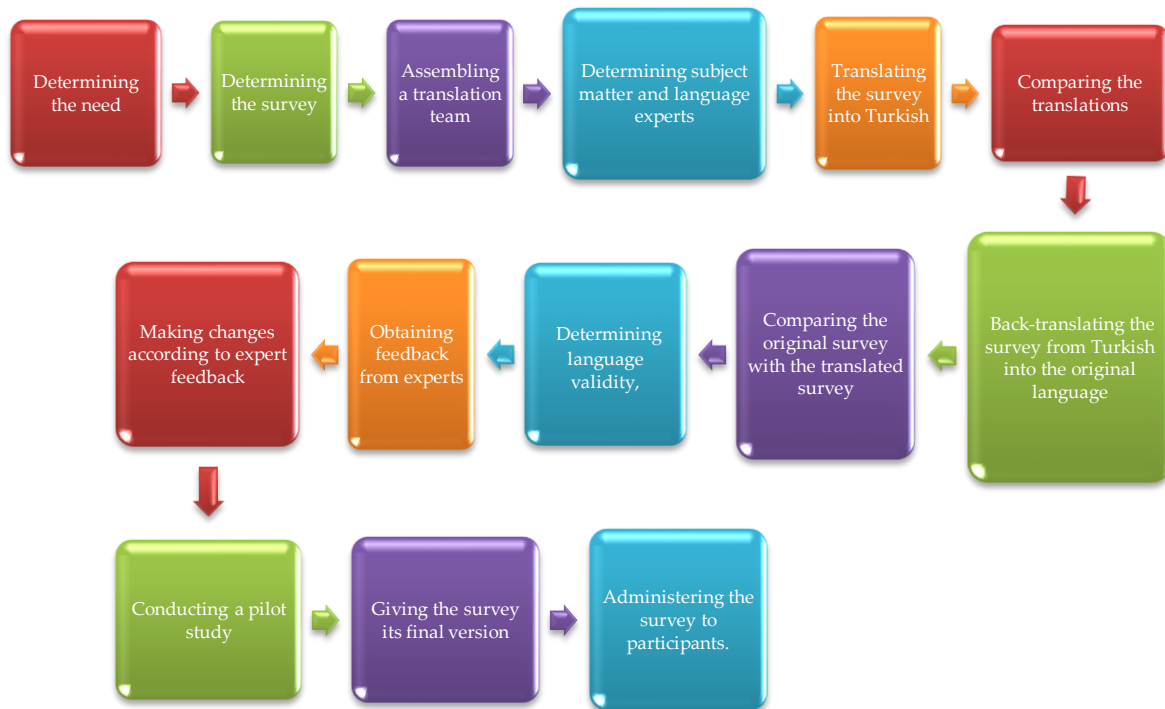 Determining
the need
Determining
the survey
Assembling
a translation
team
Determining subject
matter and language
experts
Translating
the survey
into Turkish
Comparing the
translations
Back-translating the
survey from Turkish
into the original
language
Comparing the
original survey
with the translated
survey
Determining
language
validity,
Obtaining
feedback
from experts
Making changes
according to expert
feedback
Conducting a pilot
study
Giving the survey
its final version
Administering the
survey to
participants.